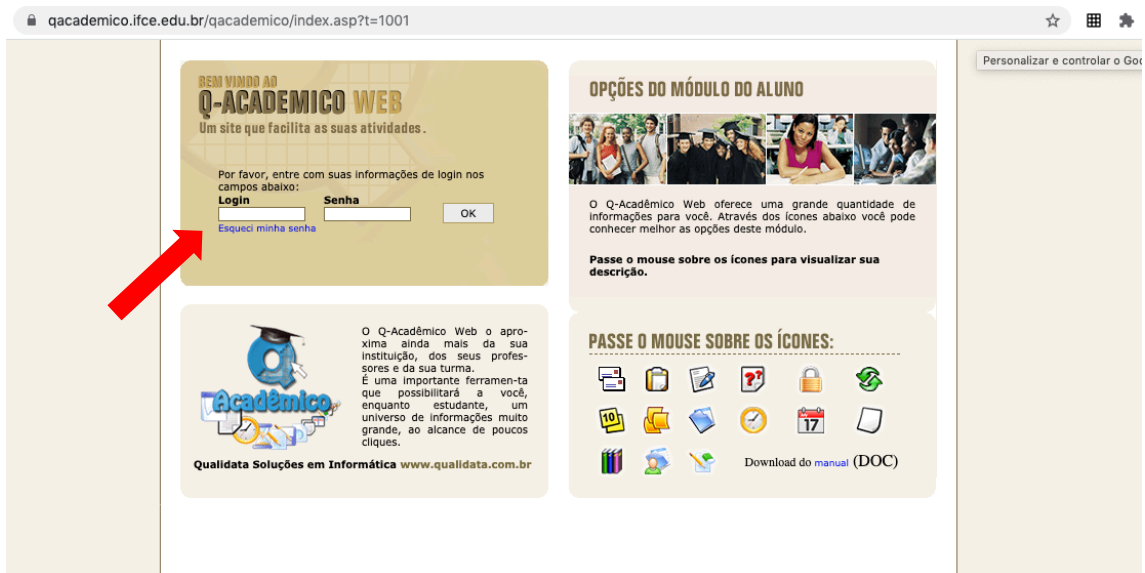 qacademico.ifce.edu.br/qacademico/index.asp?t=1001
Personalizar e controlar o Goo
BEM VINDO AO
Q-ACADEMICO WEB
Um site que facilita as suas atividades.
Por favor, entre com suas informações de login nos
campos abaixo:
Login Senha
OK
Esqueci minha senha
OPÇÕES DO MÓDULO DO ALUNO
O Q-Acadêmico Web oferece uma grande quantidade de
informações para você. Através dos ícones abaixo você pode
conhecer melhor as opções deste módulo.
Passe o mouse sobre os ícones para visualizar sua
descrição.
Q
Acadêmico
O Q-Acadêmico Web o apro-
xima ainda mais da sua
instituição, dos seus profes-
sores e da sua turma.
É uma importante ferramen-ta
que possibilitará a você,
enquanto estudante, um
universo de informações muito
grande, ao alcance de poucos
cliques.
Qualidata Soluções em Informática www.qualidata.com.br
PASSE O MOUSE SOBRE OS ÍCONES:
??
10
17
Download do manual (DOC)